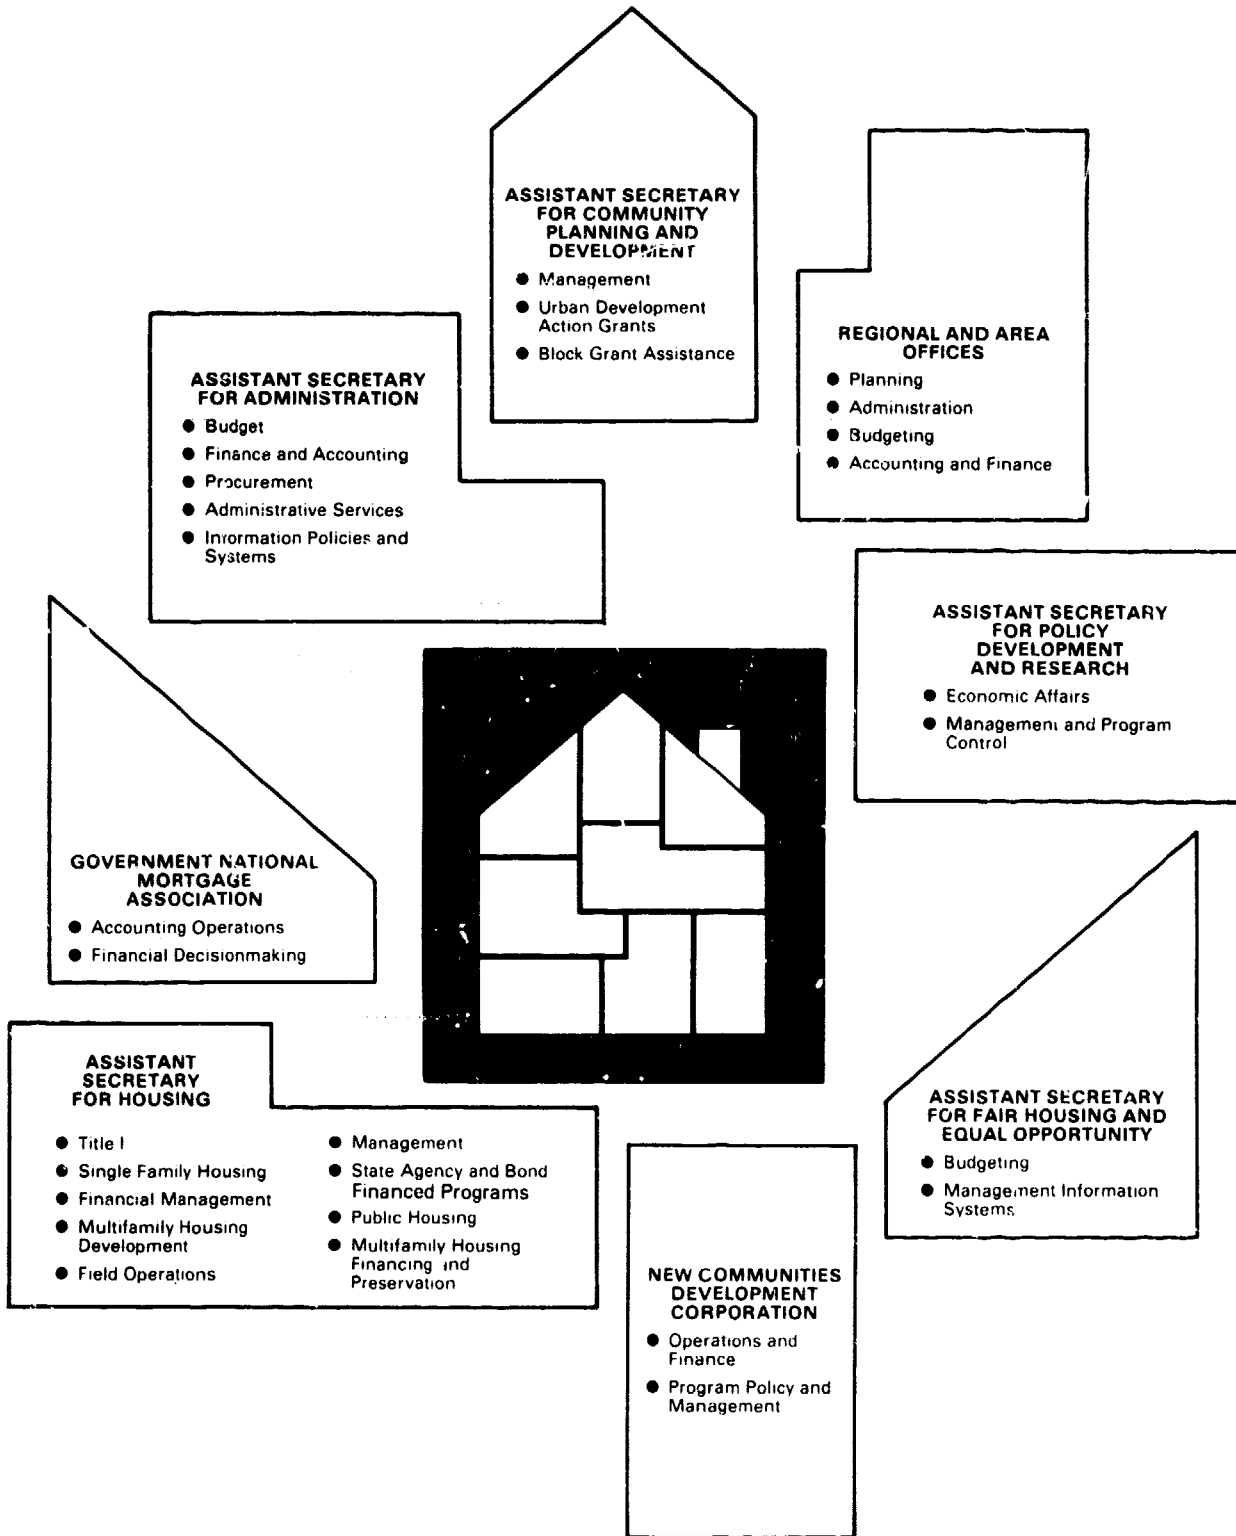 ASSISTANT SECRETARY
FOR COMMUNITY
PLANNING AND
DEVELOPMENT
● Management
● Urban Development
Action Grants
● Block Grant Assistance
REGIONAL AND AREA
OFFICES
● Planning
● Administration
● Budgeting
● Accounting and Finance
ASSISTANT SECRETARY
FOR ADMINISTRATION
● Budget
● Finance and Accounting
● Procurement
● Administrative Services
● Information Policies and
Systems
ASSISTANT SECRETARY
FOR POLICY
DEVELOPMENT
AND RESEARCH
● Economic Affairs
● Management and Program
Control
GOVERNMENT NATIONAL
MORTGAGE
ASSOCIATION
● Accounting Operations
● Financial Decisionmaking
ASSISTANT
SECRETARY
FOR HOUSING
● Title I
● Single Family Housing
● Financial Management
● Multifamily Housing
Development
● Field Operations
● Management
● State Agency and Bond
Financed Programs
● Public Housing
● Multifamily Housing
Financing and
Preservation
ASSISTANT SECRETARY
FOR FAIR HOUSING AND
EQUAL OPPORTUNITY
● Budgeting
● Management Information
Systems
NEW COMMUNITIES
DEVELOPMENT
CORPORATION
● Operations and
Finance
● Program Policy and
Management